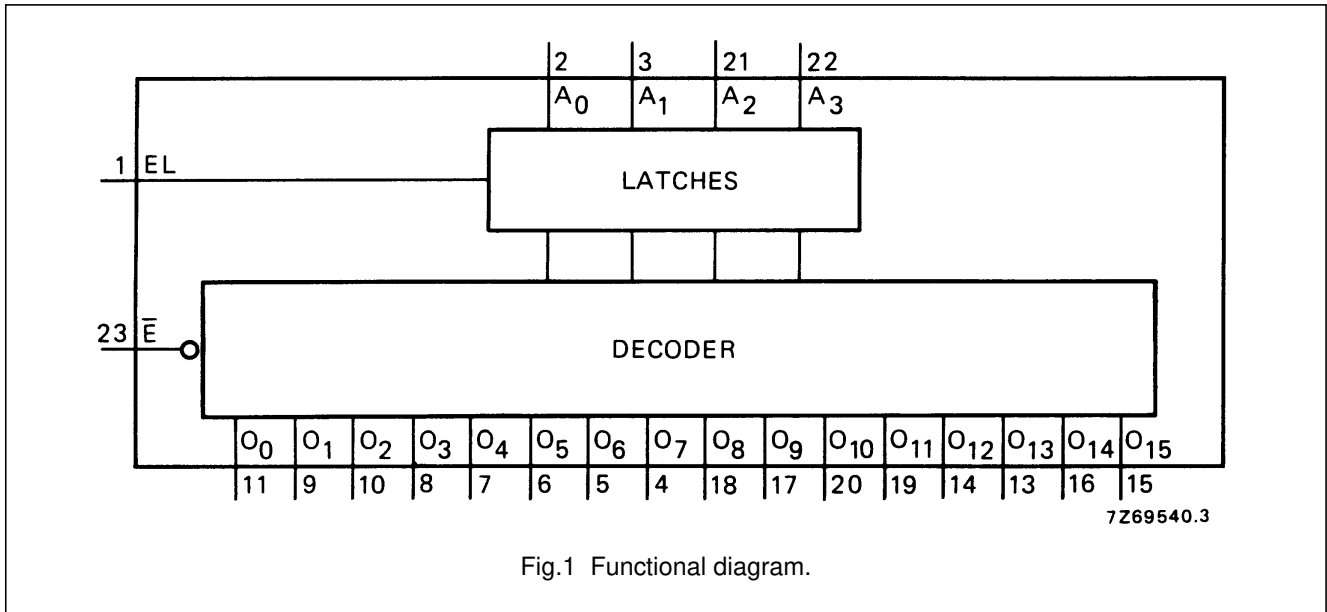 2 3 21 22
A0 A1 A2 A3
1 EL
LATCHES
23 E̅
DECODER
O0 O1 O2 O3 O4 O5 O6 O7 O8 O9 O10 O11 O12 O13 O14 O15
11 9 10 8 7 6 5 4 18 17 20 19 14 13 16 15
7Z69540.3
Fig.1 Functional diagram.